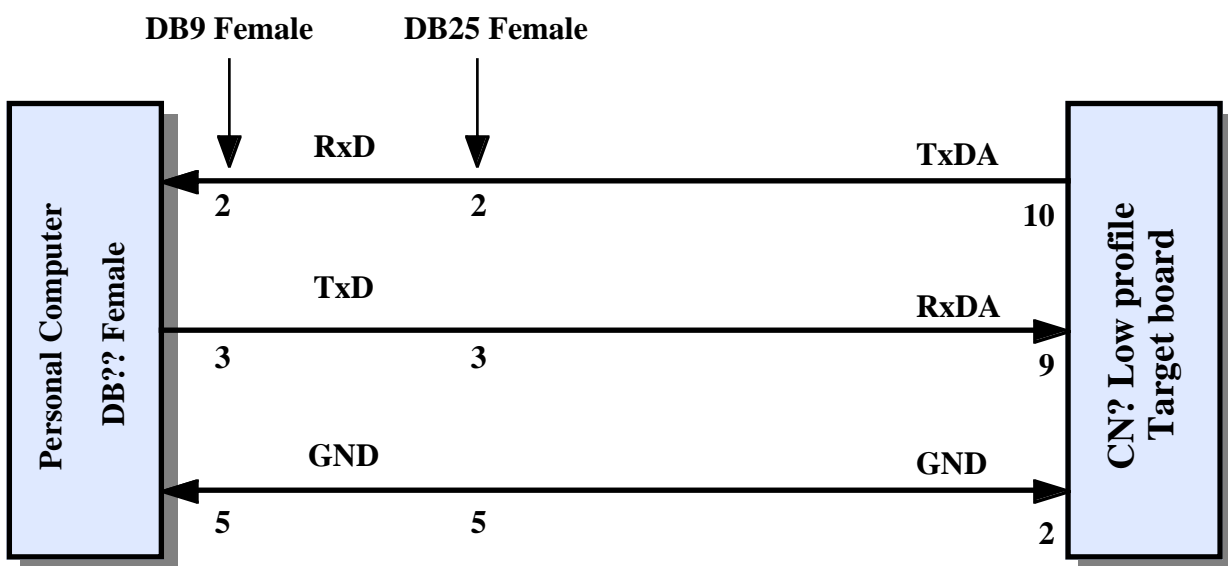 DB9 Female
DB25 Female
RxD
TxDA
2
2
10
TxD
RxDA
3
3
9
GND
GND
5
5
2
Personal Computer
DB?? Female
CN? Low profile
Target board